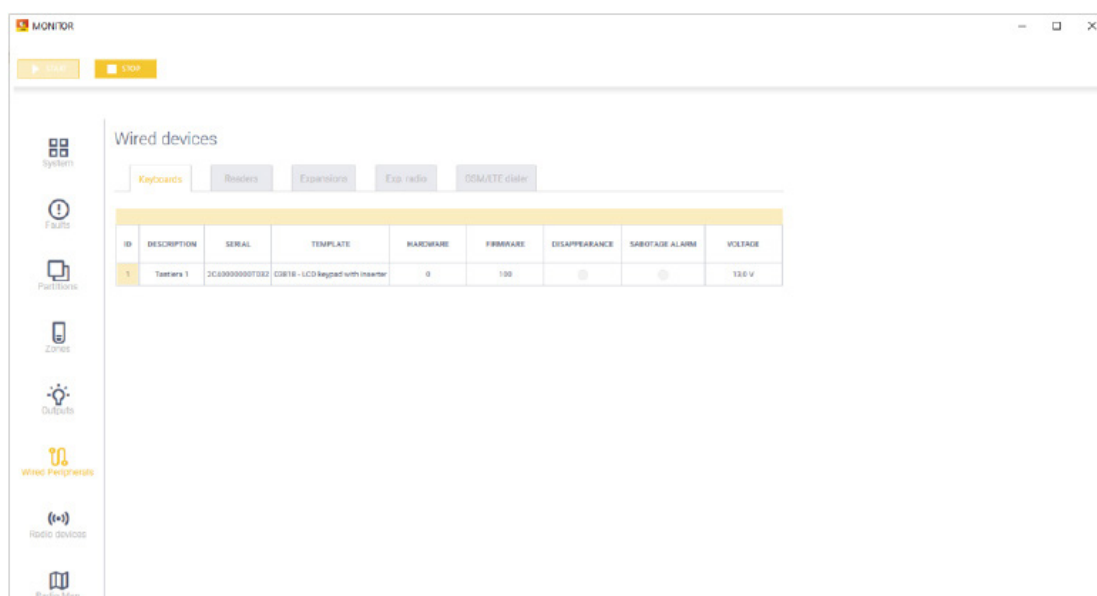 MONITOR
START
STOP
Wired devices
System
Keyboards Readers Expansions Exp. radio GSM/LTE dialer
Faults
ID DESCRIPTION SERIAL TEMPLATE HARDWARE FIRMWARE DISAPPEARANCE SABOTAGE ALARM VOLTAGE
1 Tastiera 1 LCD keypad with inserter 0 100 13.0 V
Partitions
Zones
Outputs
Wired Peripherals
Radio devices
Radio Map